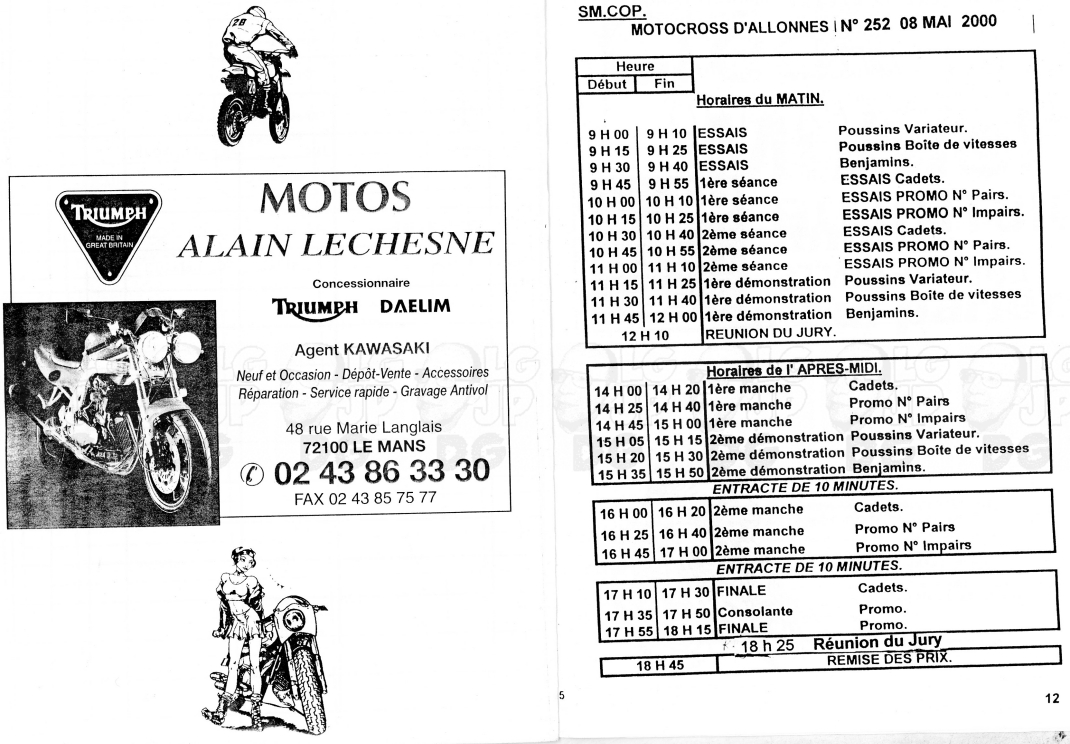 28
TRIUMPH
MADE IN
GREAT BRITAIN
MOTOS
ALAIN LECHESNE
Concessionnaire
TRIUMPH DAELIM
Agent KAWASAKI
Neuf et Occasion - Dépôt-Vente - Accessoires
Réparation - Service rapide - Gravage Antivol
48 rue Marie Langlais
72100 LE MANS
02 43 86 33 30
FAX 02 43 85 75 77
5
SM.COP.
MOTOCROSS D'ALLONNES | N° 252 08 MAI 2000
Heure
Début Fin
Horaires du MATIN.
9 H 00 9 H 10 ESSAIS Poussins Variateur.
9 H 15 9 H 25 ESSAIS Poussins Boîte de vitesses
9 H 30 9 H 40 ESSAIS Benjamins.
9 H 45 9 H 55 1ère séance ESSAIS Cadets.
10 H 00 10 H 10 1ère séance ESSAIS PROMO N° Pairs.
10 H 15 10 H 25 1ère séance ESSAIS PROMO N° Impairs.
10 H 30 10 H 40 2ème séance ESSAIS Cadets.
10 H 45 10 H 55 2ème séance ESSAIS PROMO N° Pairs.
11 H 00 11 H 10 2ème séance ESSAIS PROMO N° Impairs.
11 H 15 11 H 25 1ère démonstration Poussins Variateur.
11 H 30 11 H 40 1ère démonstration Poussins Boîte de vitesses
11 H 45 12 H 00 1ère démonstration Benjamins.
12 H 10 REUNION DU JURY.
Horaires de l' APRES-MIDI.
14 H 00 14 H 20 1ère manche Cadets.
14 H 25 14 H 40 1ère manche Promo N° Pairs
14 H 45 15 H 00 1ère manche Promo N° Impairs
15 H 05 15 H 15 2ème démonstration Poussins Variateur.
15 H 20 15 H 30 2ème démonstration Poussins Boîte de vitesses
15 H 35 15 H 50 2ème démonstration Benjamins.
ENTRACTE DE 10 MINUTES.
16 H 00 16 H 20 2ème manche Cadets.
16 H 25 16 H 40 2ème manche Promo N° Pairs
16 H 45 17 H 00 2ème manche Promo N° Impairs
ENTRACTE DE 10 MINUTES.
17 H 10 17 H 30 FINALE Cadets.
17 H 35 17 H 50 Consolante Promo.
17 H 55 18 H 15 FINALE Promo.
18 h 25 Réunion du Jury
18 H 45 REMISE DES PRIX.
12